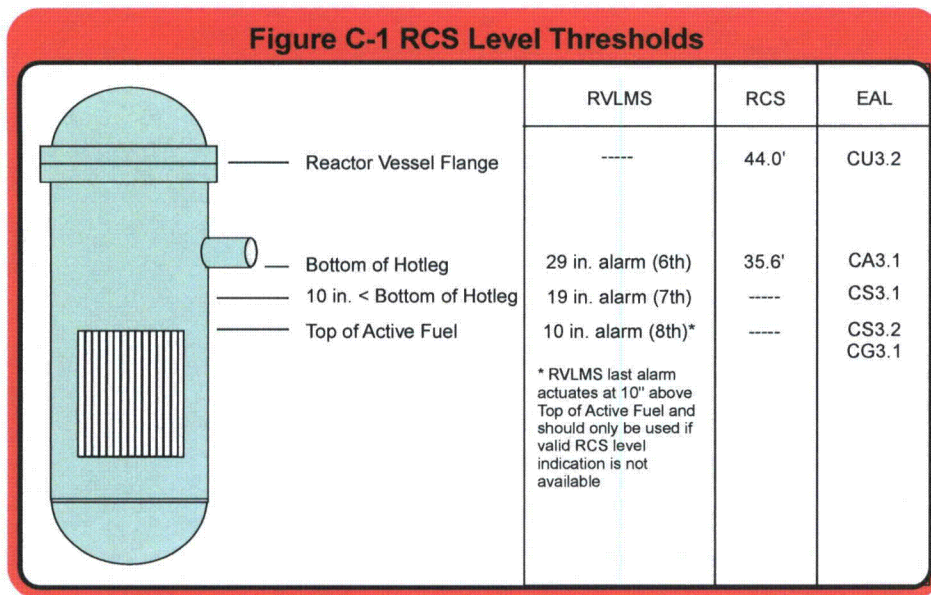 Figure C-1 RCS Level Thresholds
RVLMS RCS EAL
Reactor Vessel Flange ----- 44.0' CU3.2
Bottom of Hotleg 29 in. alarm (6th) 35.6' CA3.1
10 in. < Bottom of Hotleg 19 in. alarm (7th) ----- CS3.1
Top of Active Fuel 10 in. alarm (8th)* ----- CS3.2
CG3.1
* RVLMS last alarm
actuates at 10" above
Top of Active Fuel and
should only be used if
valid RCS level
indication is not
available